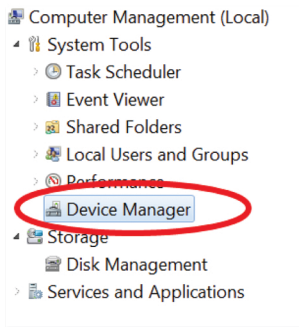 Computer Management (Local)
System Tools
Task Scheduler
Event Viewer
Shared Folders
Local Users and Groups
Performance
Device Manager
Storage
Disk Management
Services and Applications